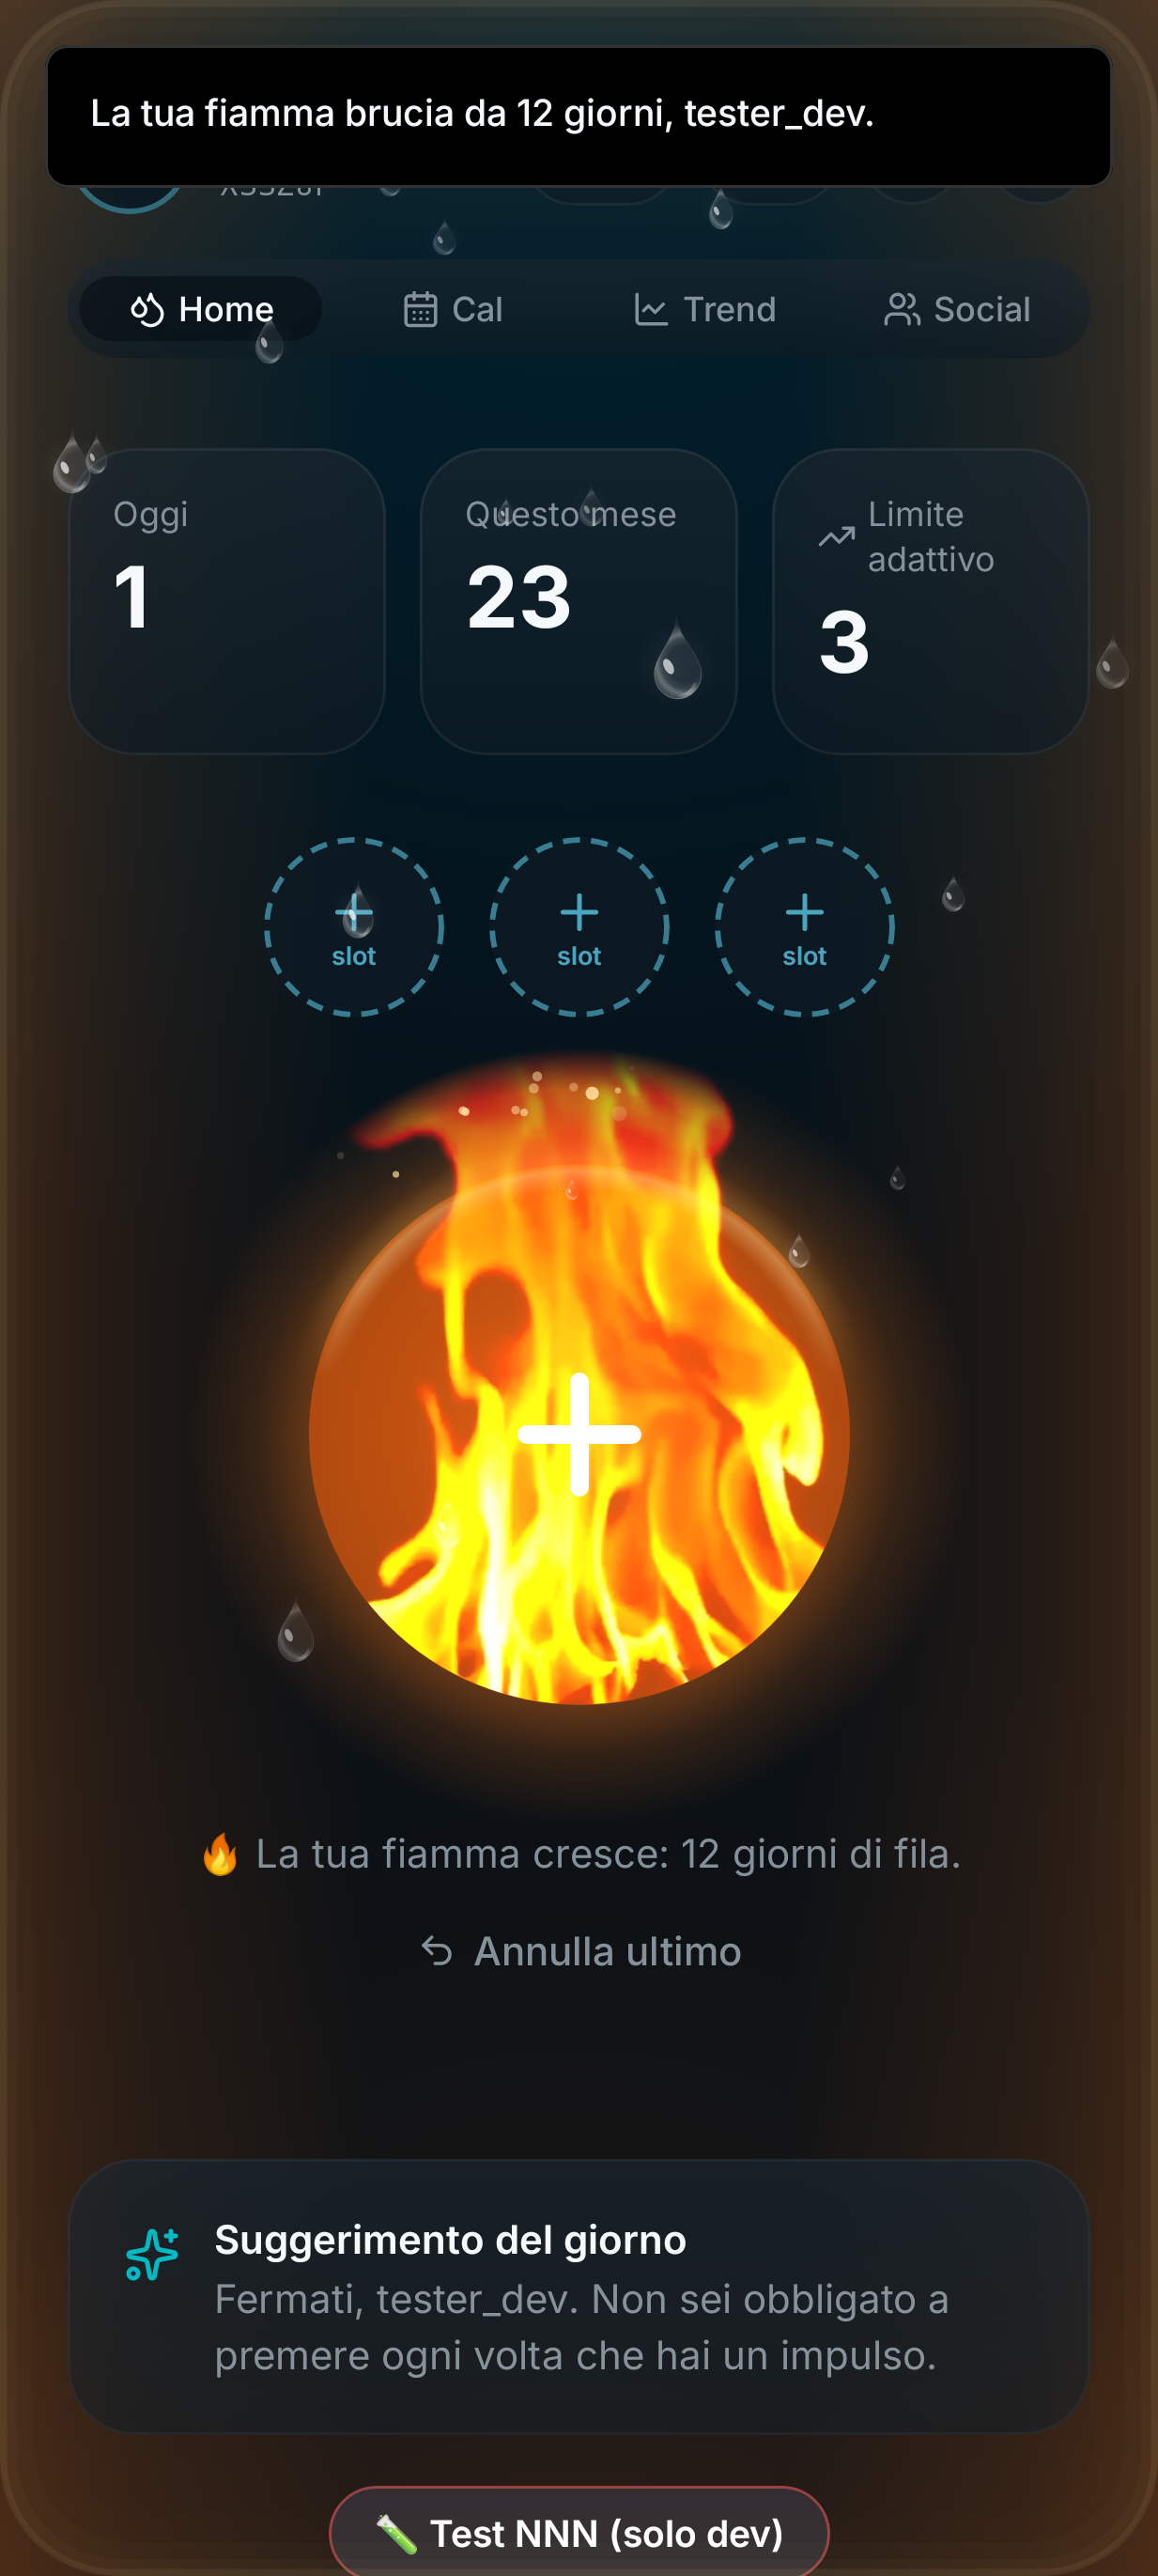 La tua fiamma brucia da 12 giorni, tester_dev.
Home
Cal
Trend
Social
Oggi
1
Questo mese
23
Limite
adattivo
3
slot
slot
slot
🔥 La tua fiamma cresce: 12 giorni di fila.
Annulla ultimo
Suggerimento del giorno
Fermati, tester_dev. Non sei obbligato a
premere ogni volta che hai un impulso.
🧪 Test NNN (solo dev)